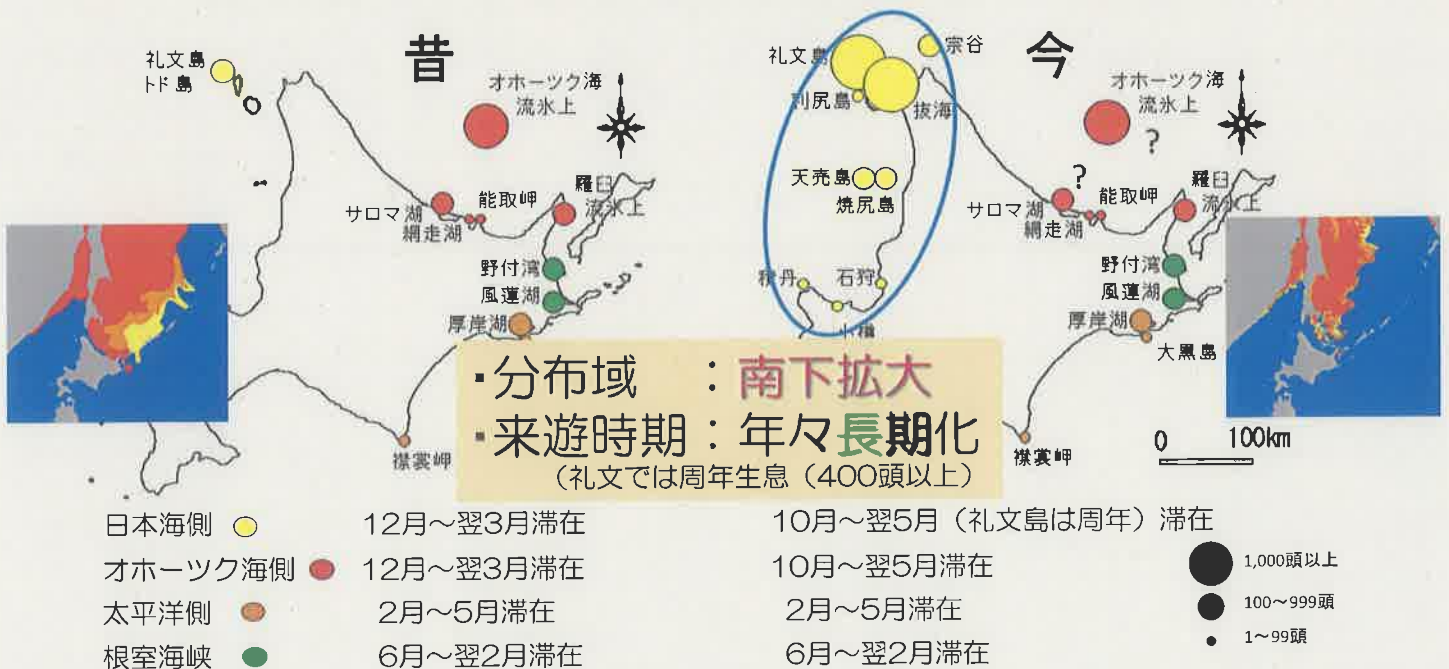 昔
礼文島
トド島
オホーツク海
流氷上
サロマ湖
能取岬
網走湖
羅臼
流氷上
野付湾
風蓮湖
厚岸湖
襟裳岬
今
礼文島
宗谷
利尻島
抜海
オホーツク海
流氷上
?
?
天売島
焼尻島
サロマ湖
能取岬
網走湖
羅臼
流氷上
積丹
石狩
小樽
野付湾
風蓮湖
厚岸湖
大黒島
襟裳岬
0 100km
・分布域 :南下拡大
・来遊時期:年々長期化
(礼文では周年生息(400頭以上)
日本海側 12月~翌3月滞在 10月~翌5月(礼文島は周年)滞在
オホーツク海側 12月~翌3月滞在 10月~翌5月滞在
太平洋側 2月~5月滞在 2月~5月滞在
根室海峡 6月~翌2月滞在 6月~翌2月滞在
1,000頭以上
100~999頭
1~99頭